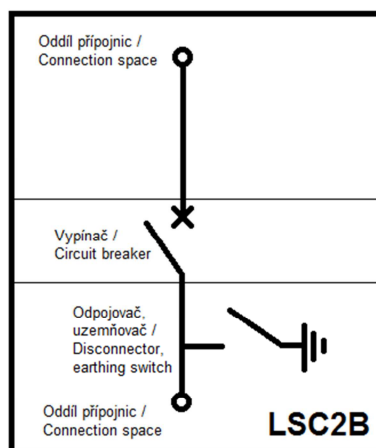 Oddíl přípojnic /
Connection space
Vypínač /
Circuit breaker
Odpojovač,
uzemňovač /
Disconnector,
earthing switch
Oddíl přípojnic /
Connection space
LSC2B